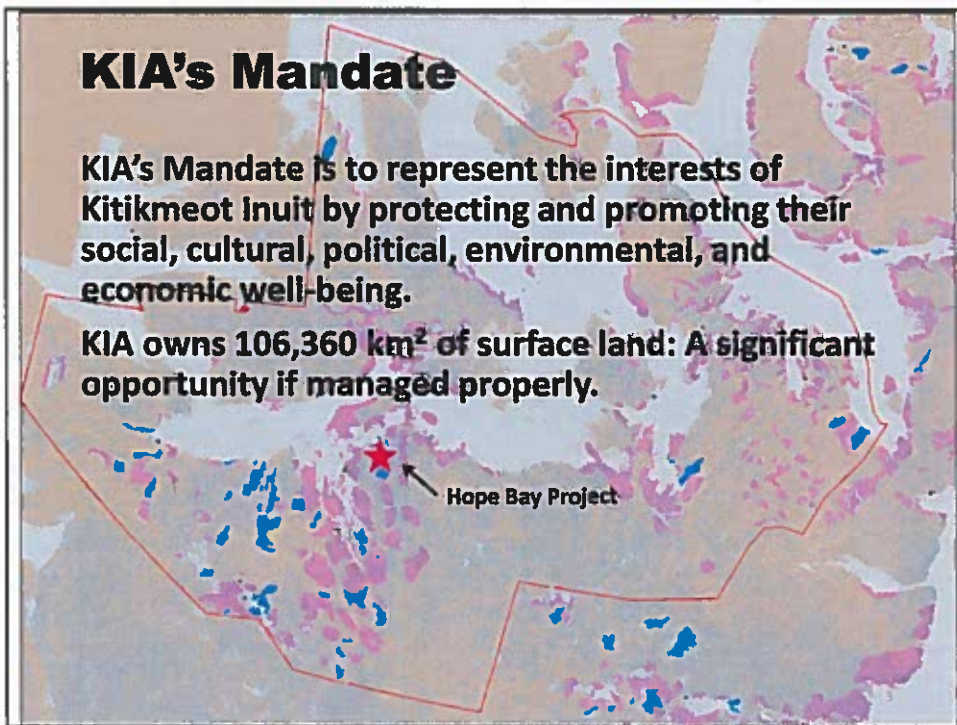 KIA's Mandate
KIA's Mandate is to represent the interests of
Kitikmeot Inuit by protecting and promoting their
social, cultural, political, environmental, and
economic well-being.
KIA owns 106,360 km² of surface land: A significant
opportunity if managed properly.
Hope Bay Project